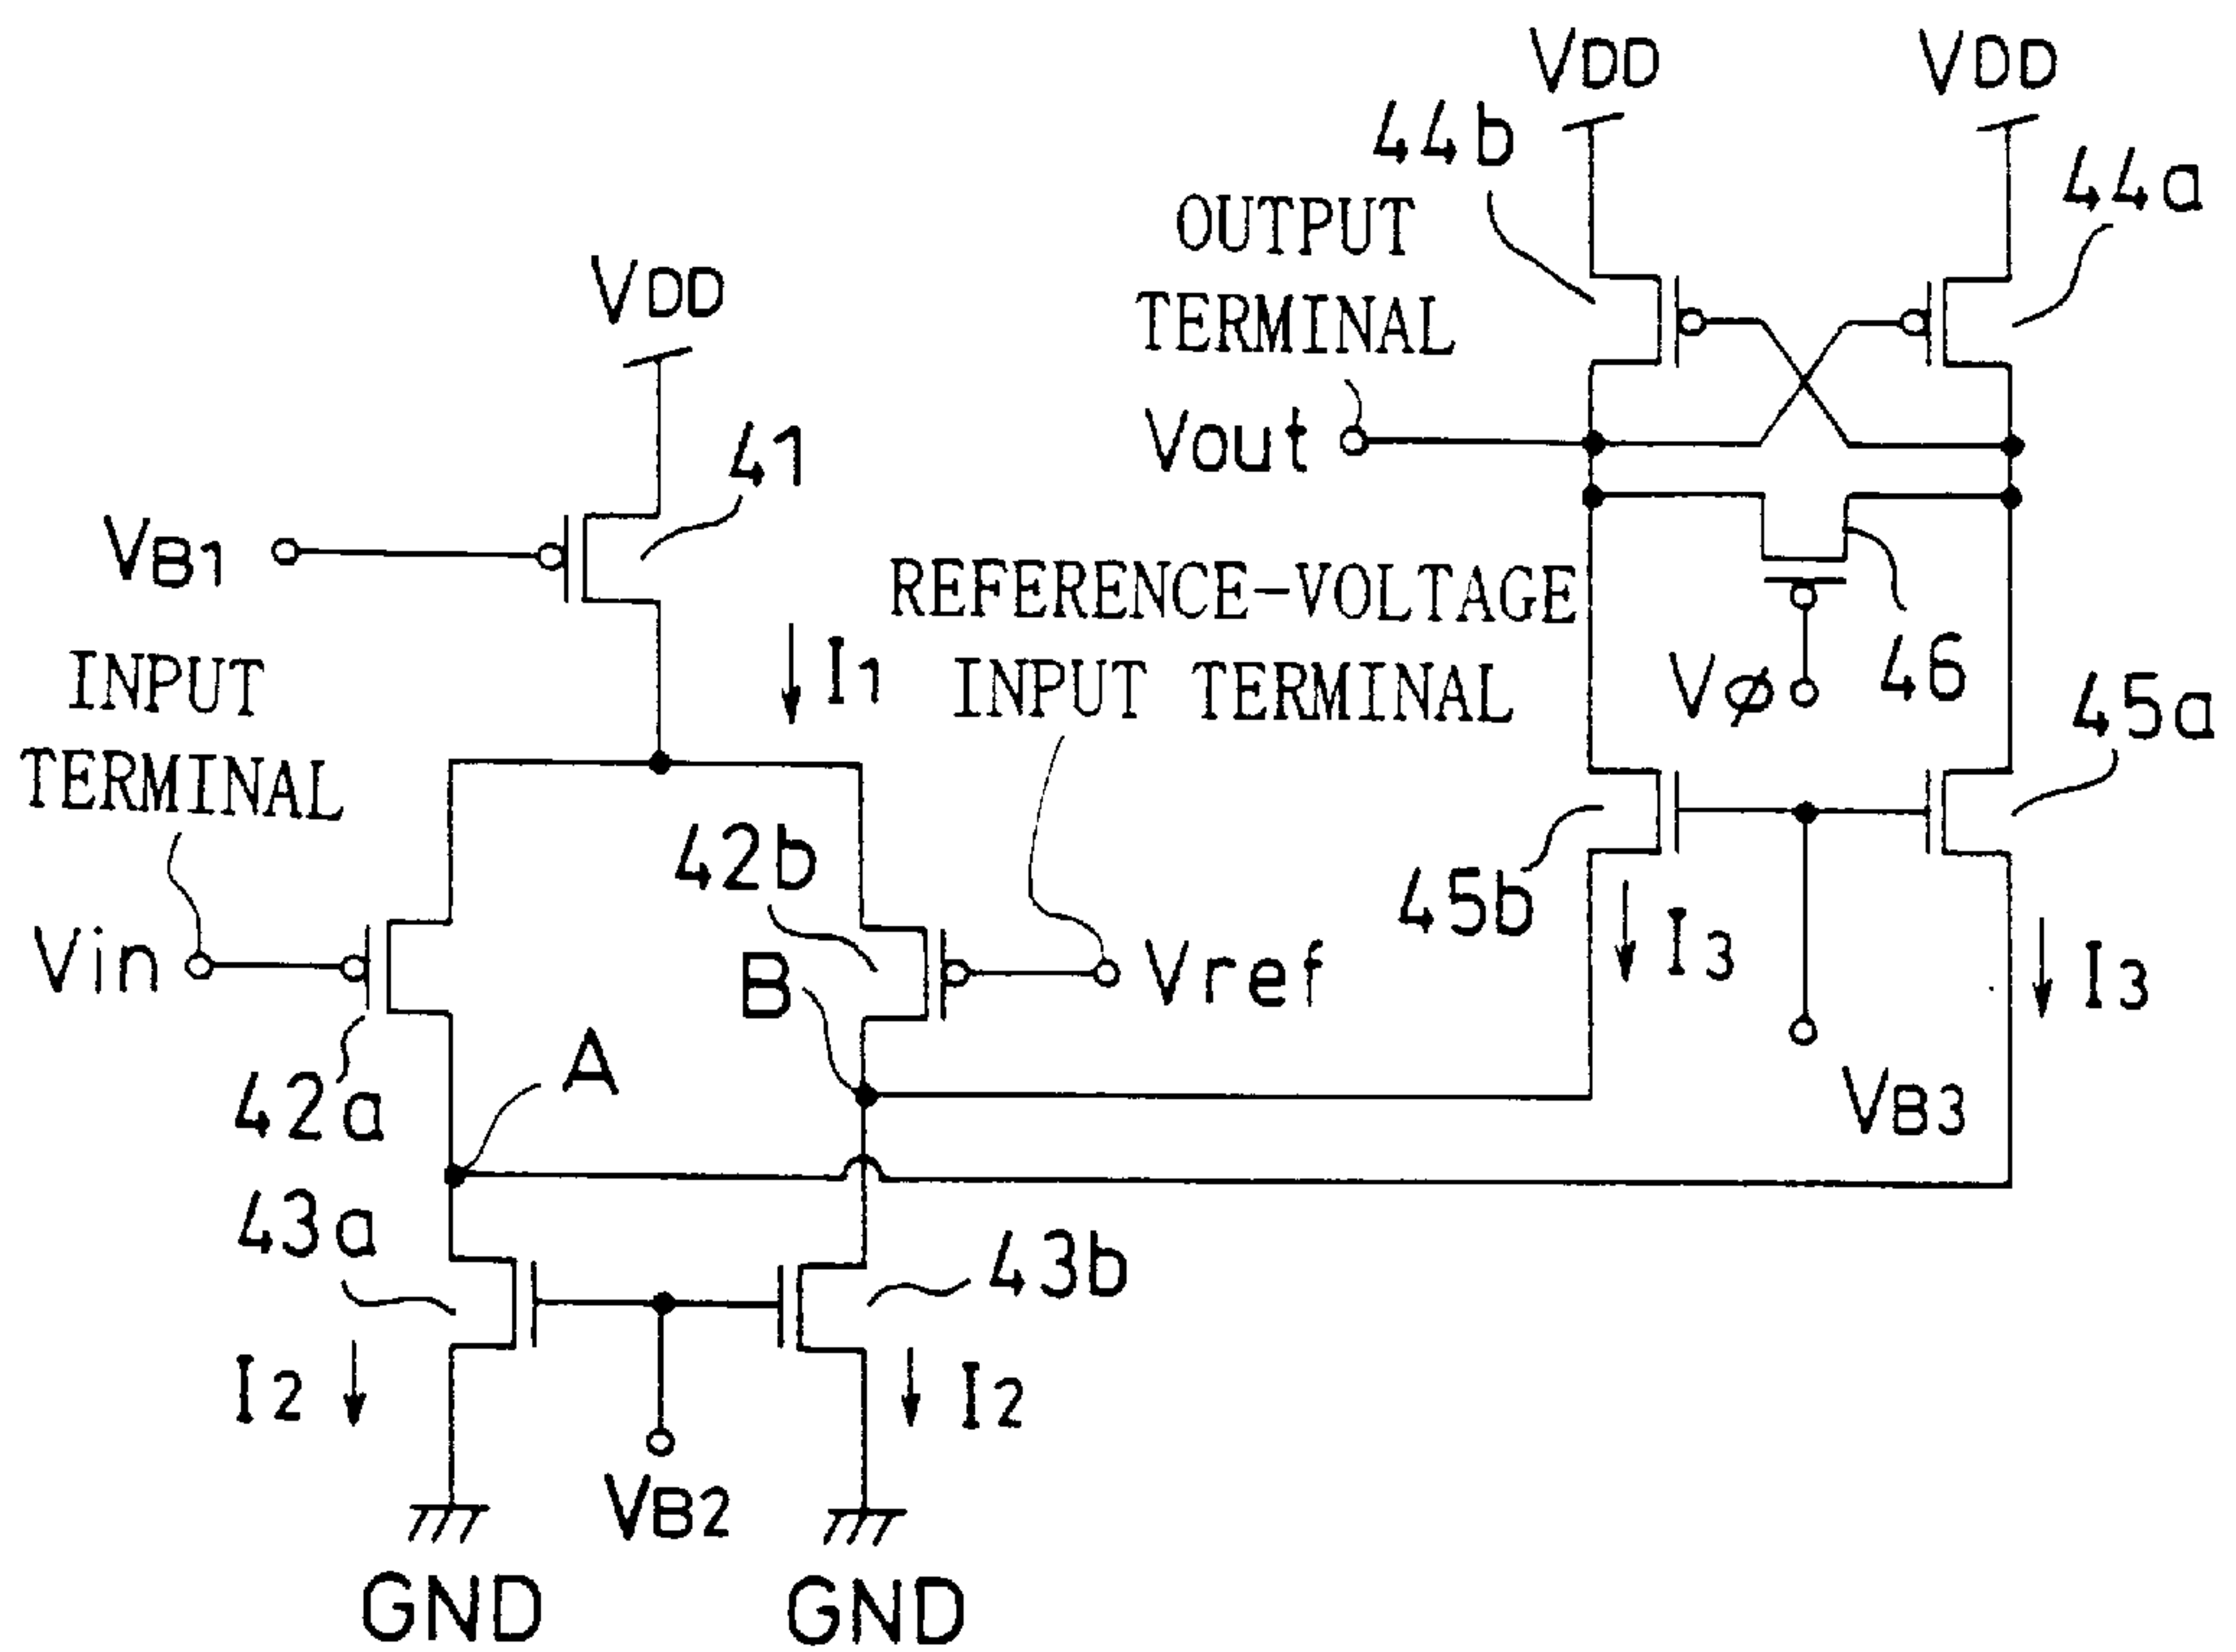 VDD
VDD
44b
44a
OUTPUT
TERMINAL
Vout
VDD
41
VB1
I1
REFERENCE-VOLTAGE
INPUT TERMINAL
46
Vφ
INPUT
TERMINAL
45a
42b
45b
Vin
B
Vref
I3
I3
42a
A
VB3
43a
43b
I2
I2
VB2
GND
GND